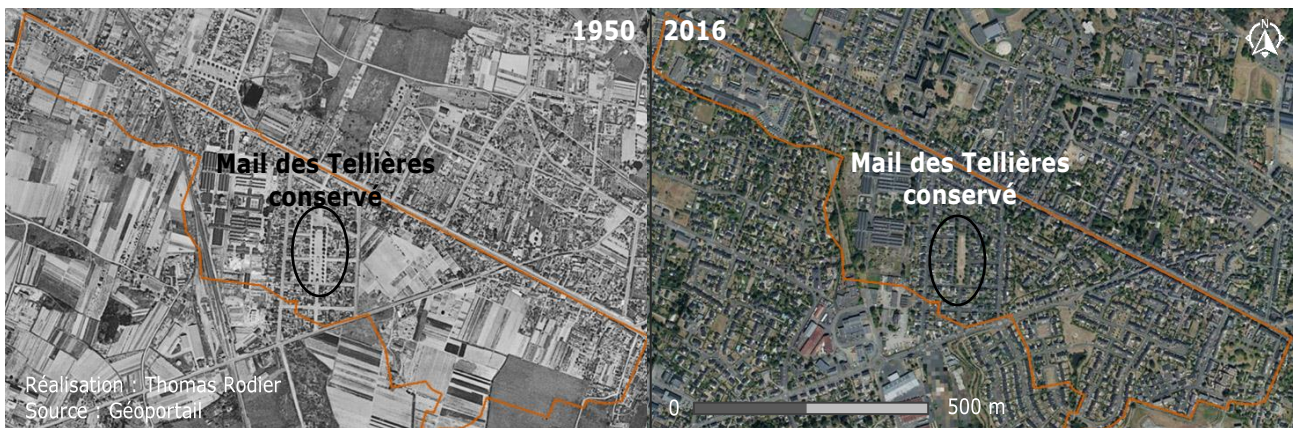 1950
2016
N
Mail des Tellières
conservé
Mail des Tellières
conservé
Réalisation : Thomas Rodier
Source : Géoportail
0
500 m